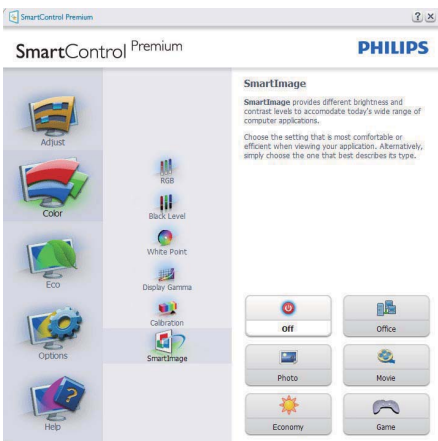 SmartControl Premium
SmartControl Premium
PHILIPS
Adjust
Color
Eco
Options
Help
RGB
Black Level
White Point
Display Gamma
Calibration
SmartImage
SmartImage
SmartImage provides different brightness and
contrast levels to accomodate today's wide range of
computer applications.
Choose the setting that is most comfortable or
efficient when viewing your application. Alternatively,
simply choose the one that best describes its type.
Off
Office
Photo
Movie
Economy
Game